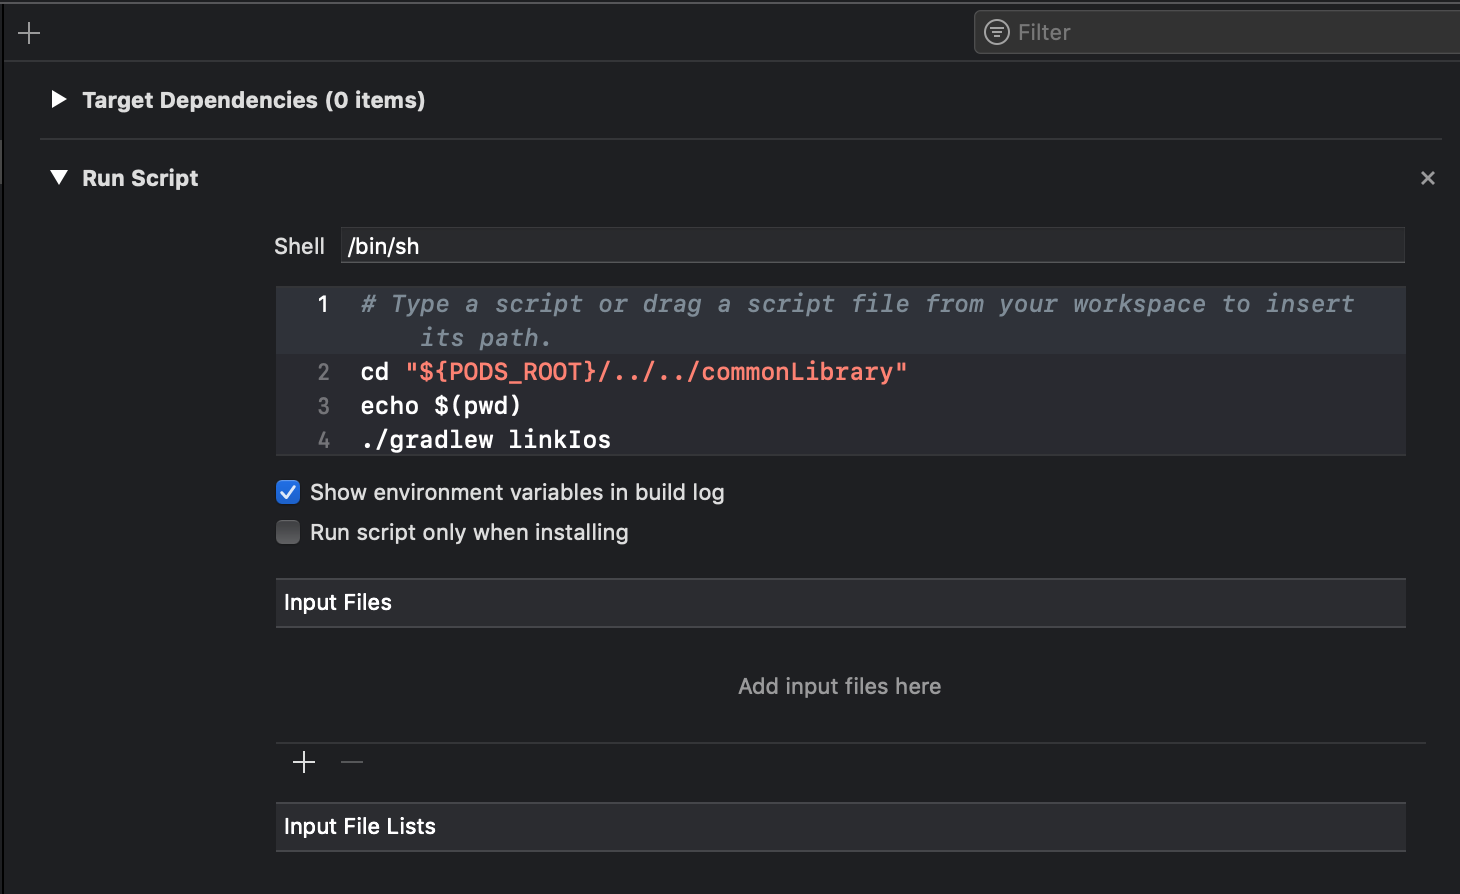 Filter
Target Dependencies (0 items)
Run Script
Shell /bin/sh
1 # Type a script or drag a script file from your workspace to insert
its path.
2 cd "${PODS_ROOT}/../../commonLibrary"
3 echo $(pwd)
4 ./gradlew linkIos
Show environment variables in build log
Run script only when installing
Input Files
Add input files here
Input File Lists